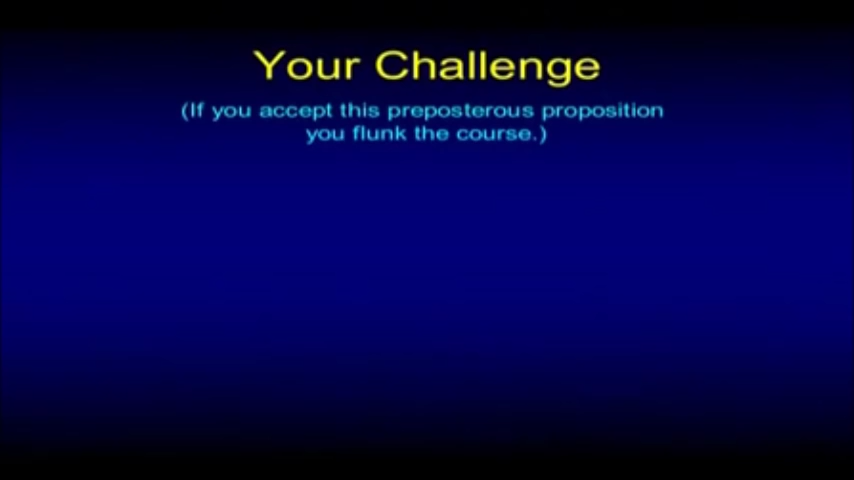 Your Challenge
(If you accept this preposterous proposition
you flunk the course.)